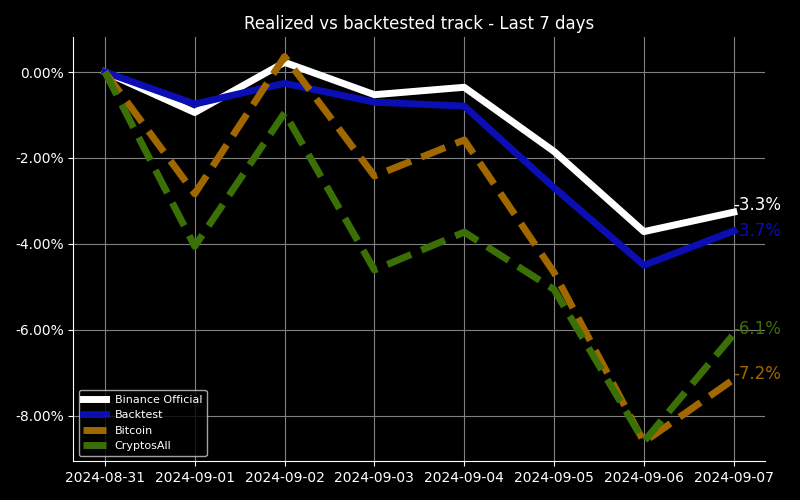 Realized vs backtested track - Last 7 days
0.00%
-2.00%
-4.00%
-6.00%
-8.00%
-3.3%
-3.7%
-6.1%
-7.2%
Binance Official
Backtest
Bitcoin
CryptosAll
2024-08-31 2024-09-01 2024-09-02 2024-09-03 2024-09-04 2024-09-05 2024-09-06 2024-09-07